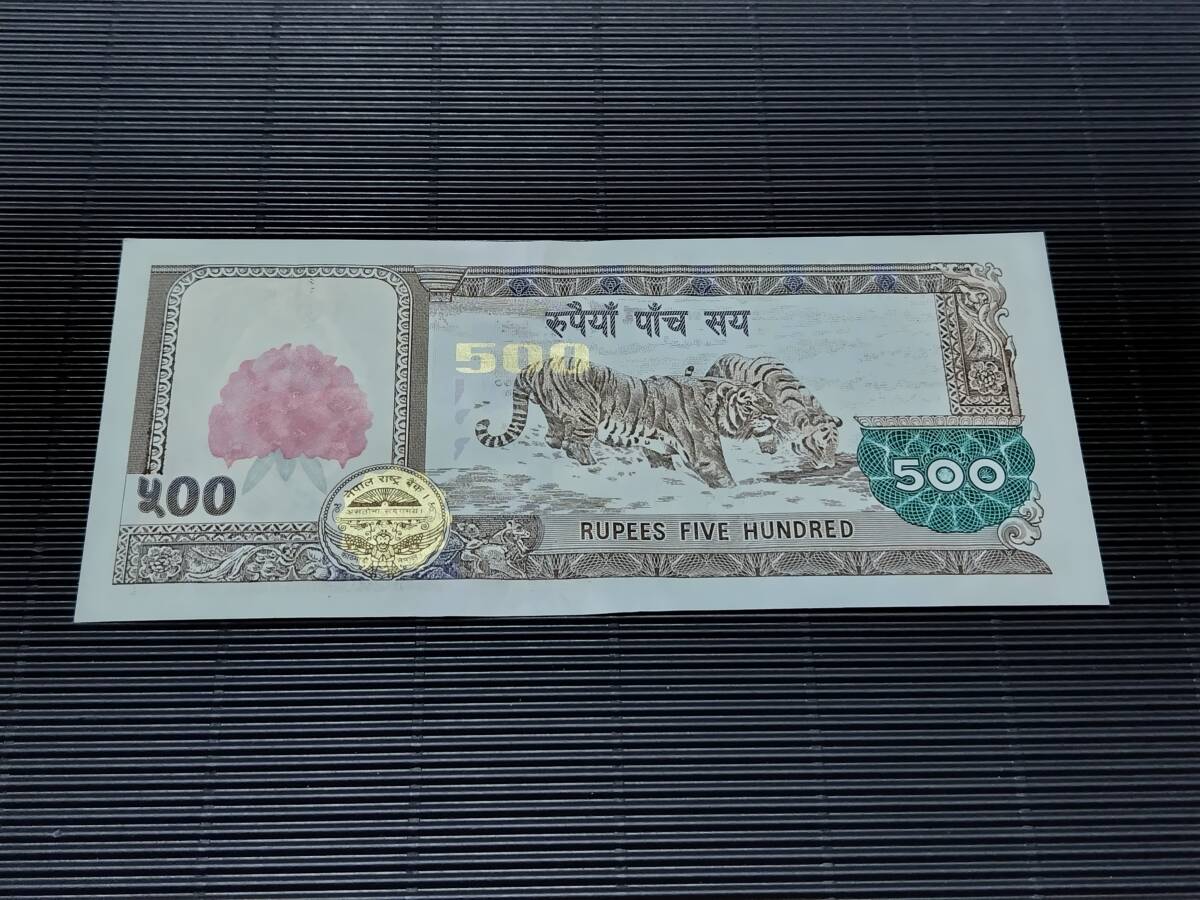 रुपैयाँ पाँच सय
500
५००
नेपाल राष्ट्र बैंक
500
RUPEES FIVE HUNDRED